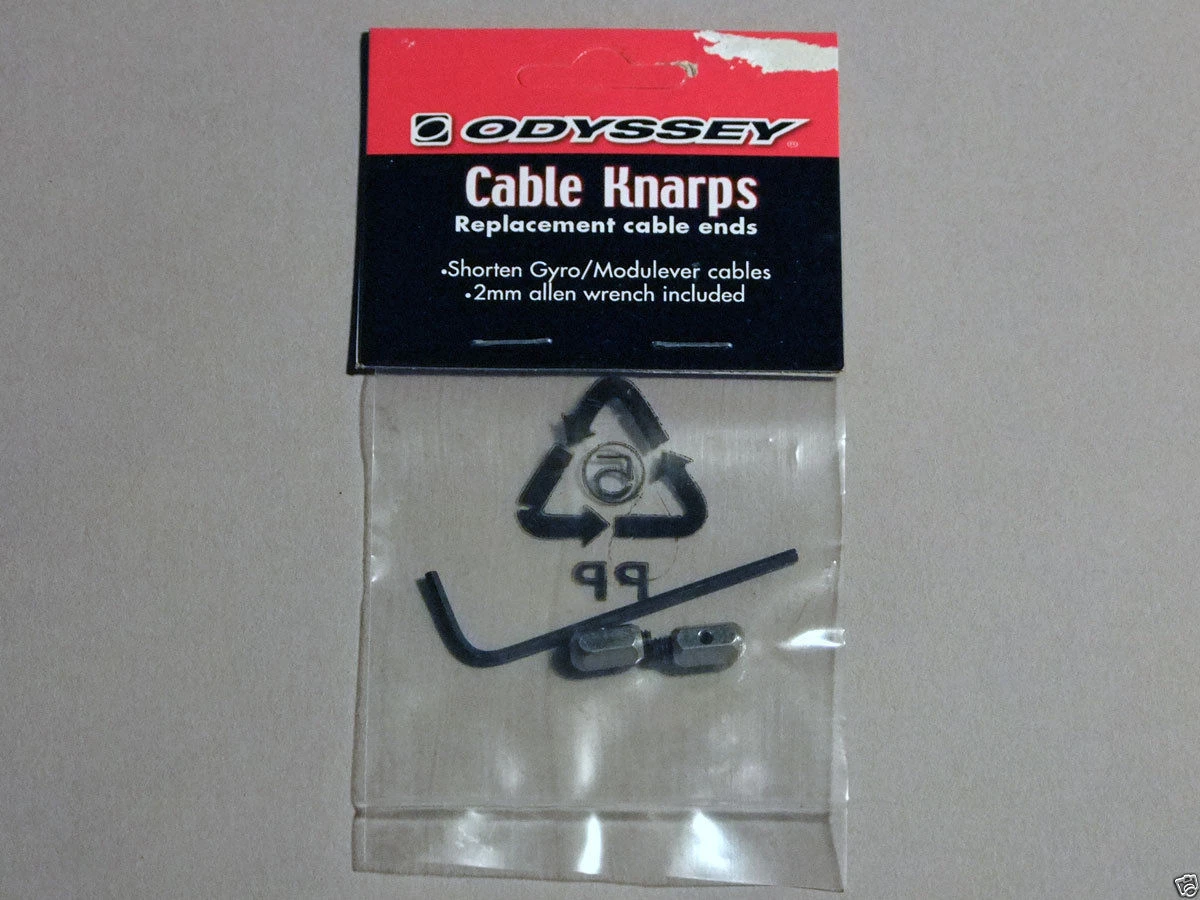 ODYSSEY®
Cable Knarps
Replacement cable ends
•Shorten Gyro/Modulever cables
•2mm allen wrench included
5
PP